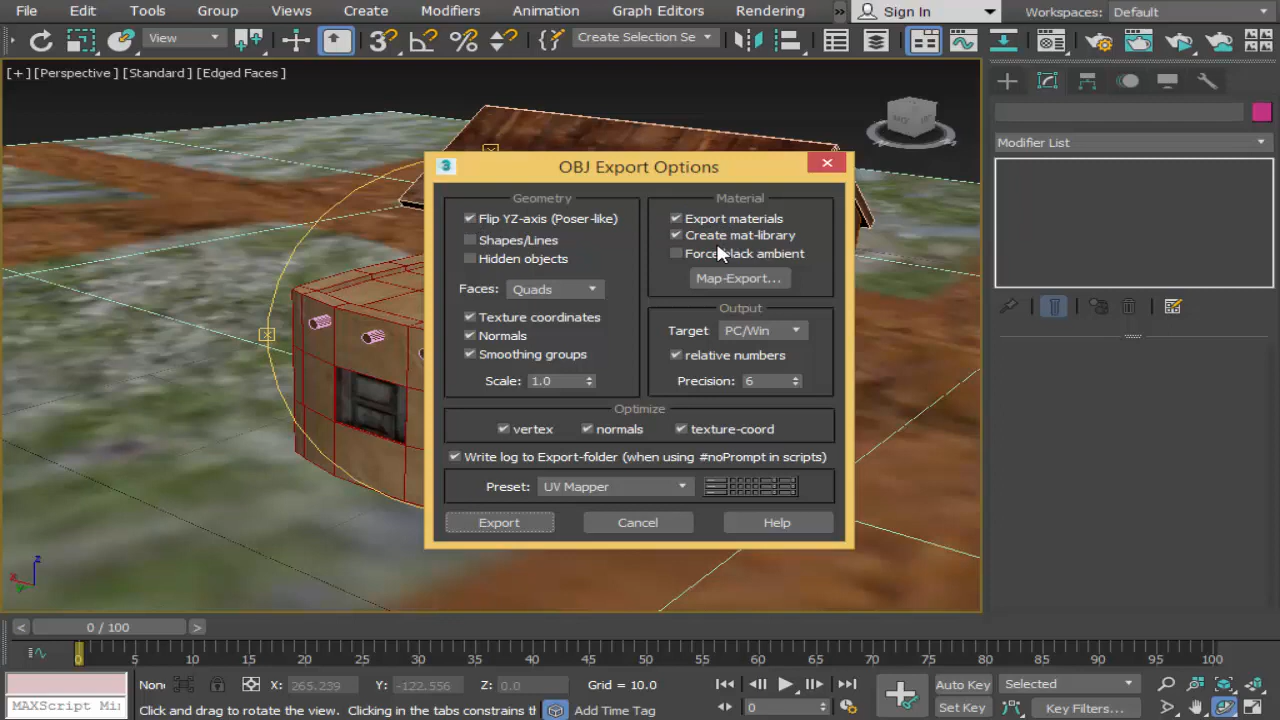 File Edit Tools Group Views Create Modifiers Animation Graph Editors Rendering » Sign In Workspaces: Default
View Create Selection Se
[+] [Perspective] [Standard] [Edged Faces]
Modifier List
3 OBJ Export Options
Geometry
Flip YZ-axis (Poser-like)
Shapes/Lines
Hidden objects
Faces: Quads
Texture coordinates
Normals
Smoothing groups
Scale: 1.0
Material
Export materials
Create mat-library
Force black ambient
Map-Export...
Output
Target: PC/Win
relative numbers
Precision: 6
Optimize
vertex normals texture-coord
Write log to Export-folder (when using #noPrompt in scripts)
Preset: UV Mapper
Export Cancel Help
z
x
y
< 0 / 100 >
0 5 10 15 20 25 30 35 40 45 50 55 60 65 70 75 80 85 90 95 100
None X: 265.239 Y: -122.556 Z: 0.0 Grid = 10.0 Auto Key Selected
MAXScript Mi Click and drag to rotate the view. Clicking in the tabs constrains t Add Time Tag 0 Set Key Key Filters...